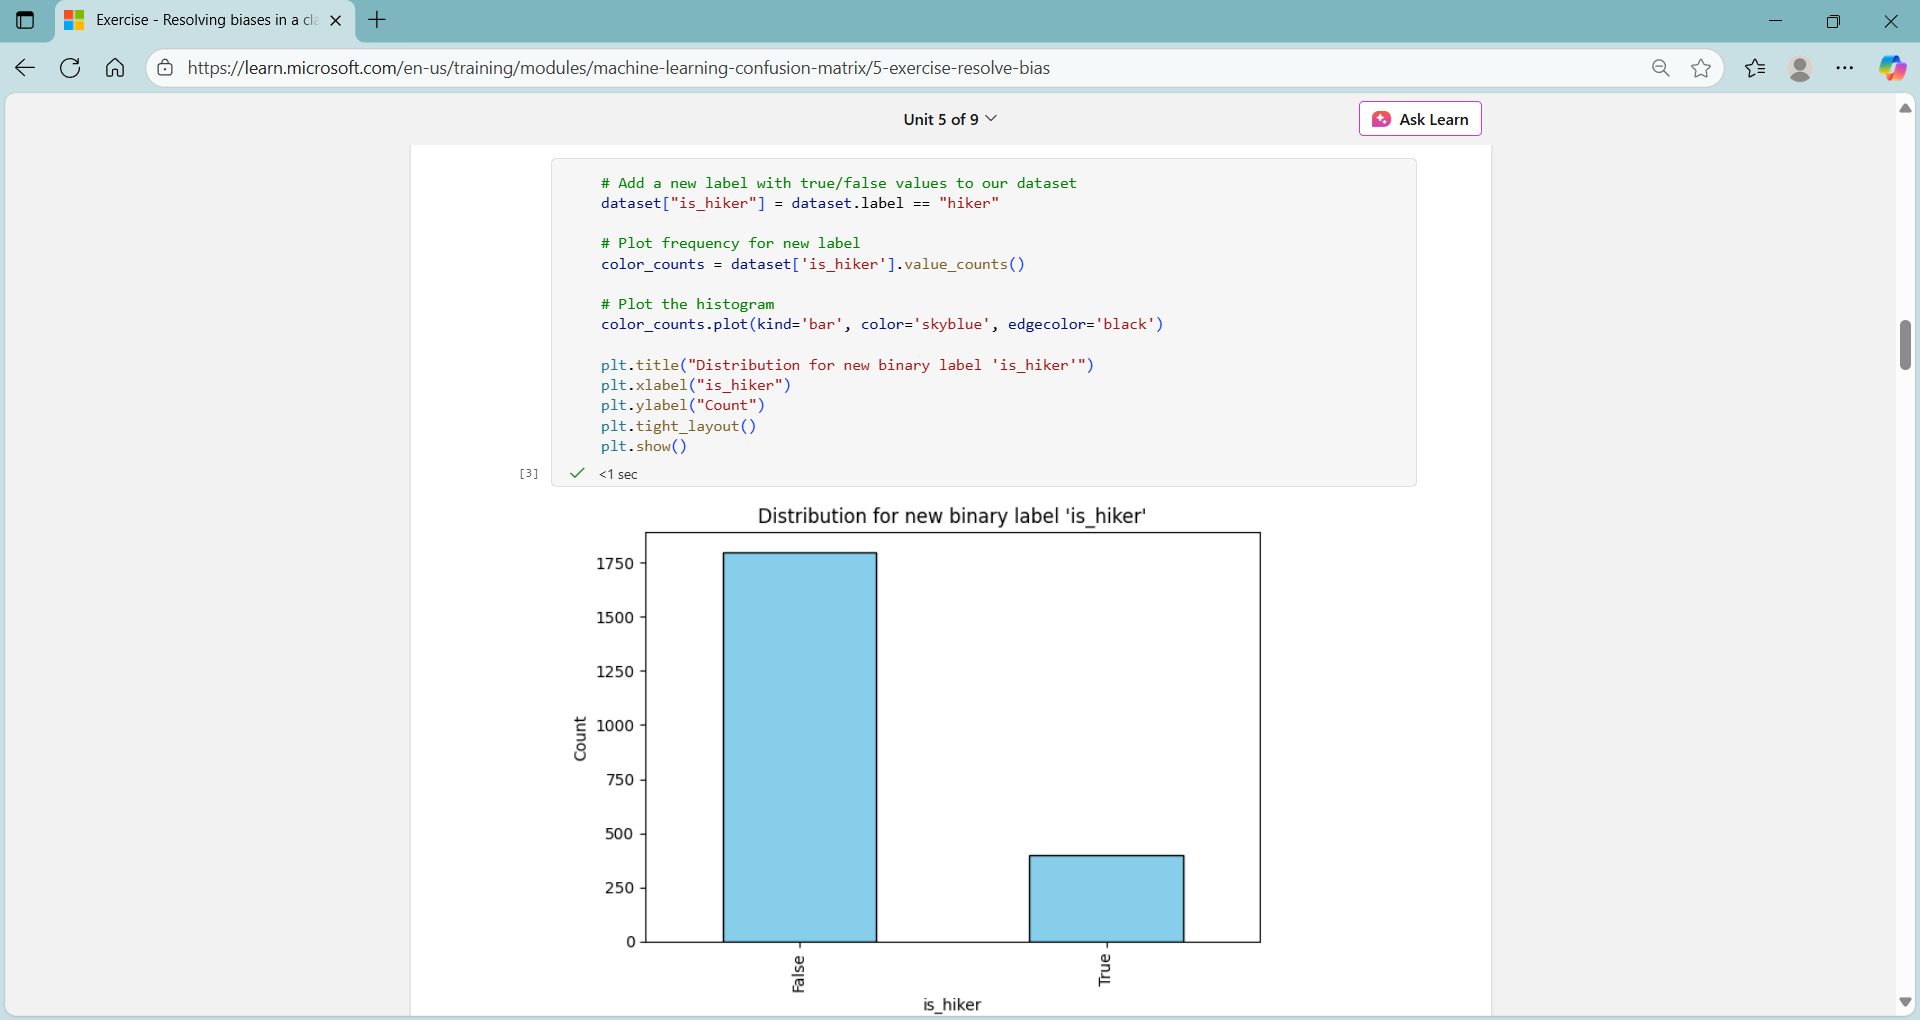 Exercise - Resolving biases in a cla
https://learn.microsoft.com/en-us/training/modules/machine-learning-confusion-matrix/5-exercise-resolve-bias
Unit 5 of 9
Ask Learn
# Add a new label with true/false values to our dataset
dataset["is_hiker"] = dataset.label == "hiker"
# Plot frequency for new label
color_counts = dataset['is_hiker'].value_counts()
# Plot the histogram
color_counts.plot(kind='bar', color='skyblue', edgecolor='black')
plt.title("Distribution for new binary label 'is_hiker'")
plt.xlabel("is_hiker")
plt.ylabel("Count")
plt.tight_layout()
plt.show()
[3]
<1 sec
Distribution for new binary label 'is_hiker'
1750
1500
1250
1000
750
500
250
0
Count
False
True
is_hiker